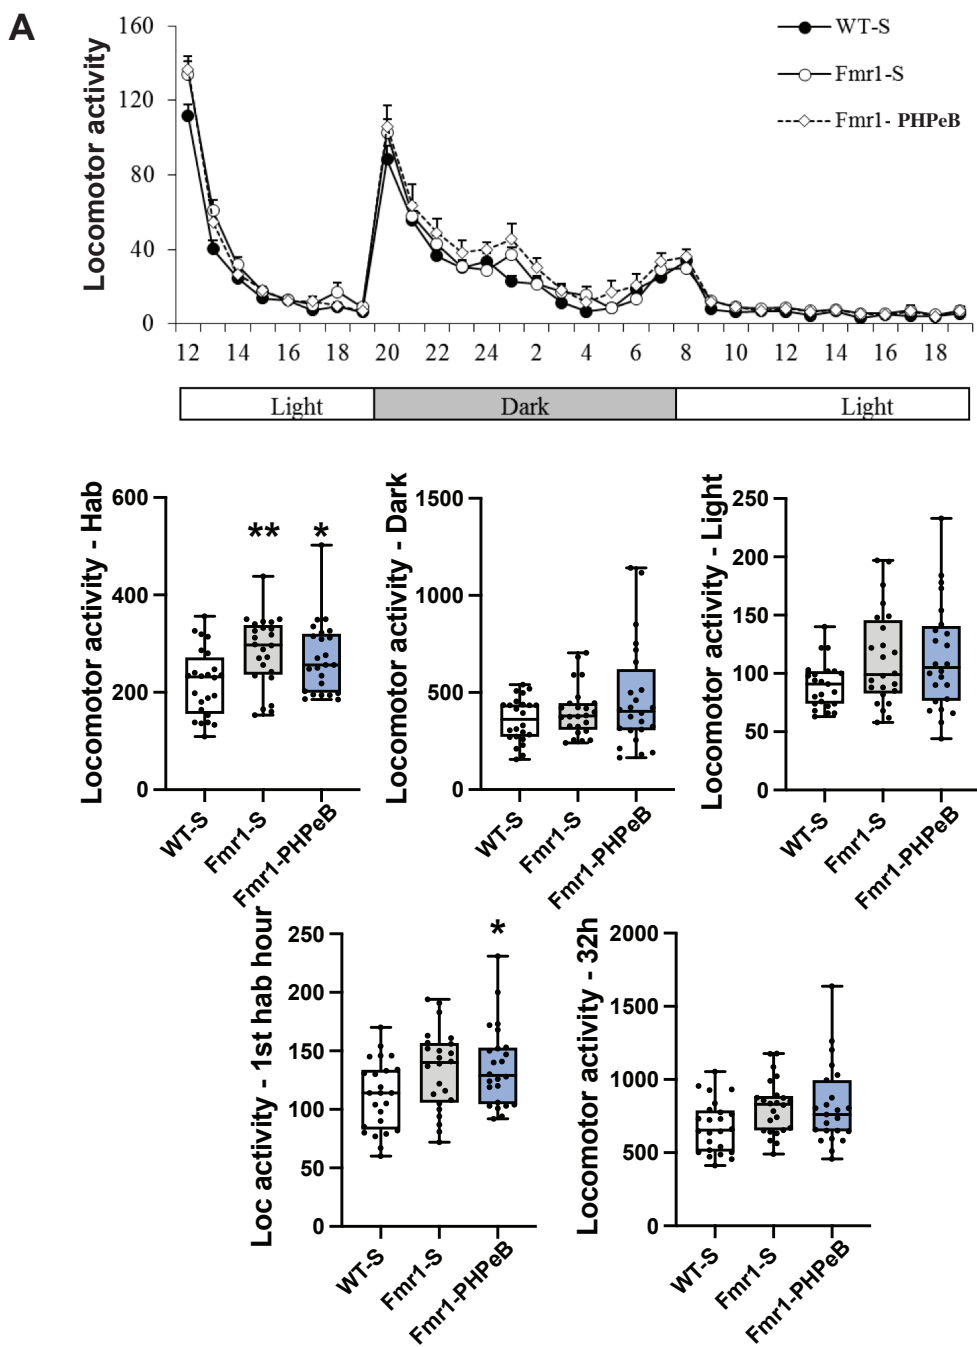 A
Locomotor activity
160
120
80
40
0
WT-S
Fmr1-S
Fmr1- PHPeB
12 14 16 18 20 22 24 2 4 6 8 10 12 14 16 18
Light Dark Light
Locomotor activity - Hab
600
400
200
0
** *
WT-S
Fmr1-S
Fmr1-PHPeB
Locomotor activity - Dark
1500
1000
500
0
WT-S
Fmr1-S
Fmr1-PHPeB
Locomotor activity - Light
250
200
150
100
50
0
WT-S
Fmr1-S
Fmr1-PHPeB
Loc activity - 1st hab hour
250
200
150
100
50
0
*
WT-S
Fmr1-S
Fmr1-PHPeB
Locomotor activity - 32h
2000
1500
1000
500
0
WT-S
Fmr1-S
Fmr1-PHPeB